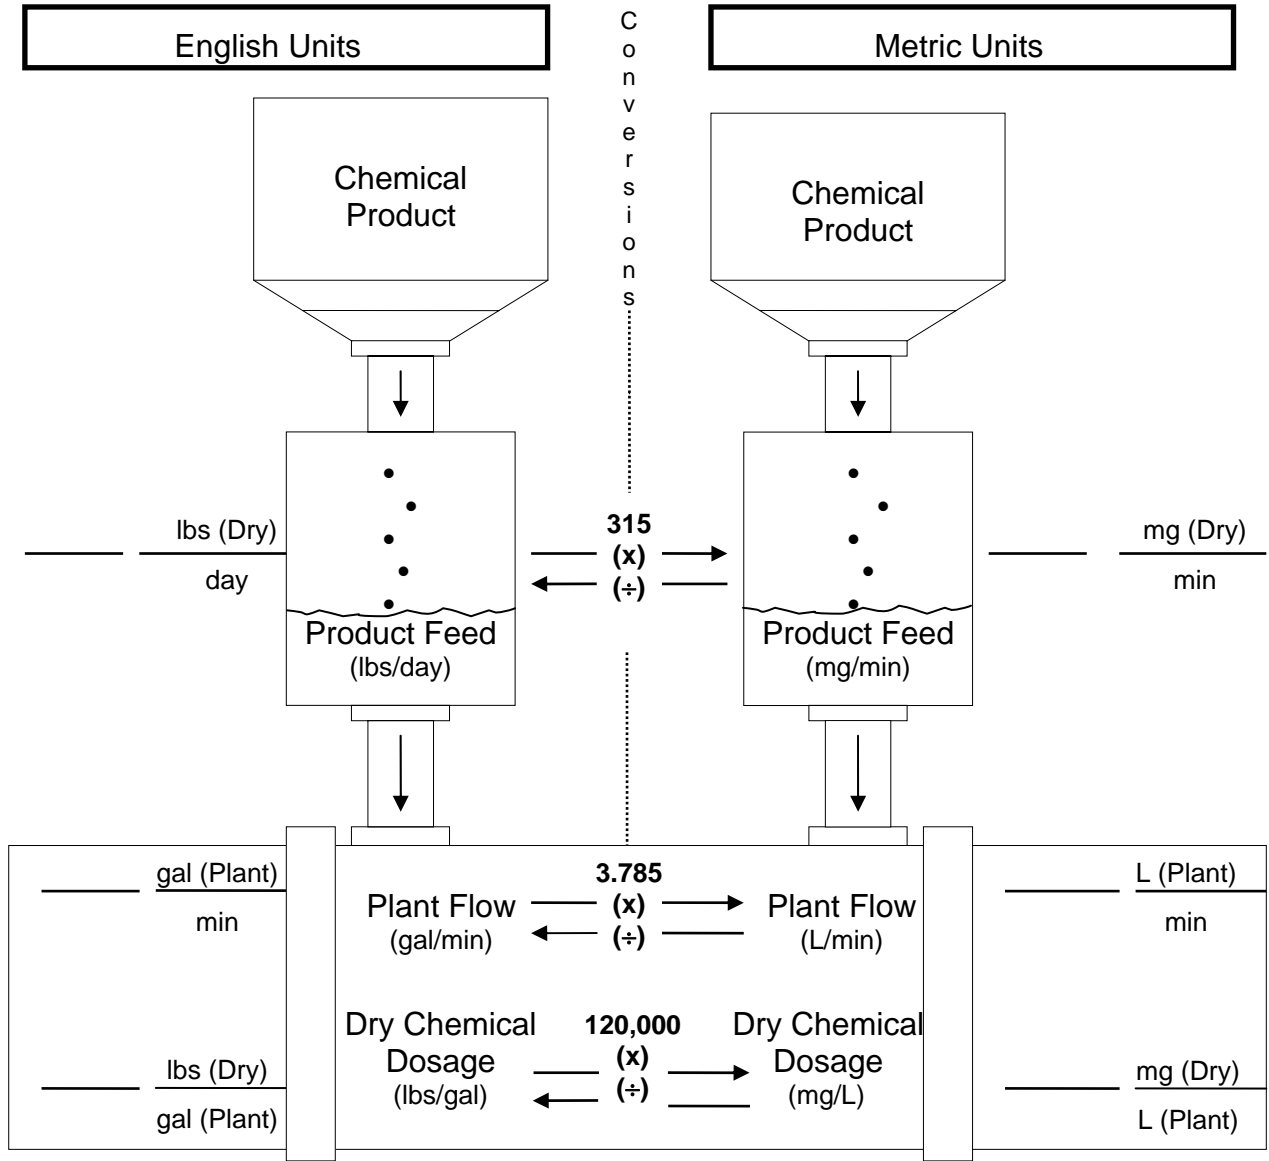 English Units
Conversions
Metric Units
Chemical
Product
Chemical
Product
lbs (Dry)
day
315
(x)
(÷)
mg (Dry)
min
Product Feed
(lbs/day)
Product Feed
(mg/min)
gal (Plant)
min
Plant Flow
(gal/min)
3.785
(x)
(÷)
Plant Flow
(L/min)
L (Plant)
min
lbs (Dry)
gal (Plant)
Dry Chemical
Dosage
(lbs/gal)
120,000
(x)
(÷)
Dry Chemical
Dosage
(mg/L)
mg (Dry)
L (Plant)